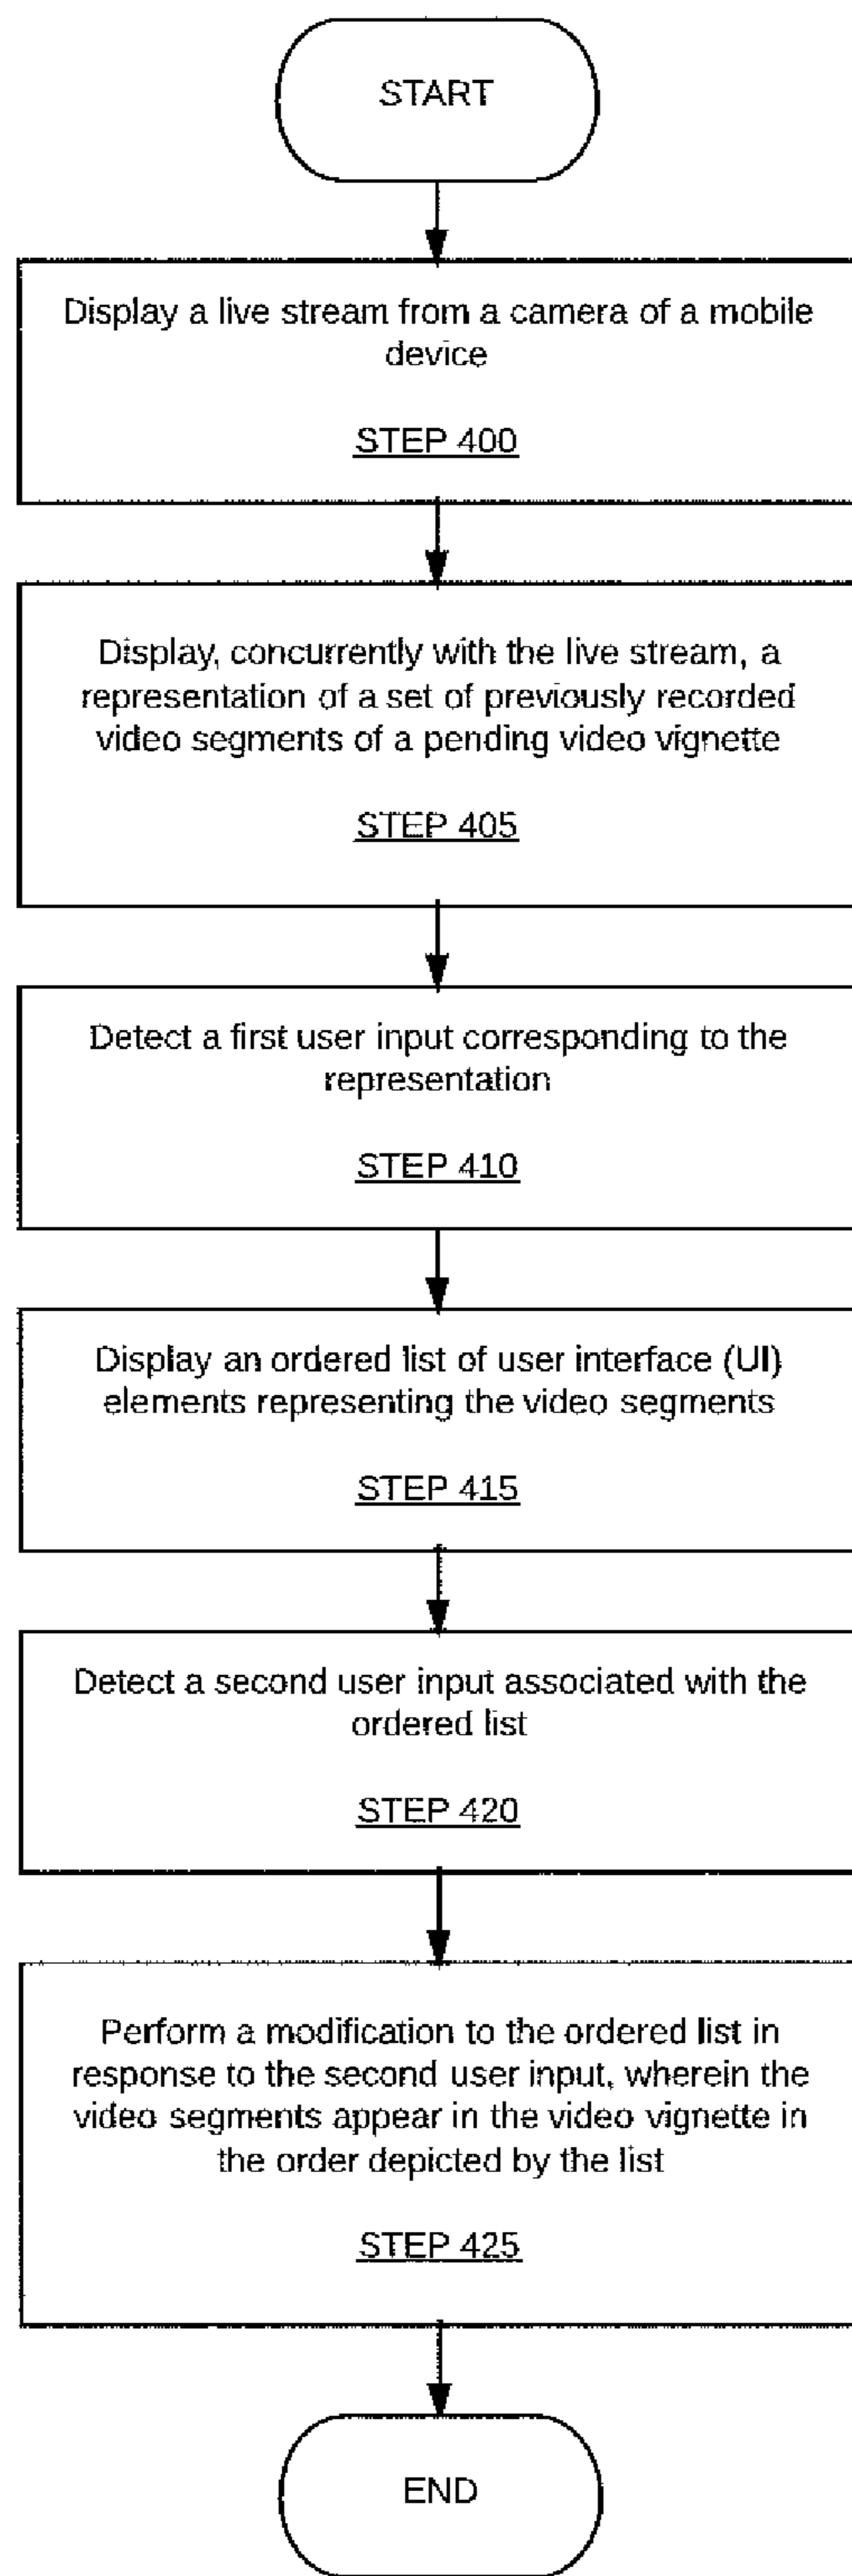 START
Display a live stream from a camera of a mobile
device
STEP 400
Display, concurrently with the live stream, a
representation of a set of previously recorded
video segments of a pending video vignette
STEP 405
Detect a first user input corresponding to the
representation
STEP 410
Display an ordered list of user interface (UI)
elements representing the video segments
STEP 415
Detect a second user input associated with the
ordered list
STEP 420
Perform a modification to the ordered list in
response to the second user input, wherein the
video segments appear in the video vignette in
the order depicted by the list
STEP 425
END